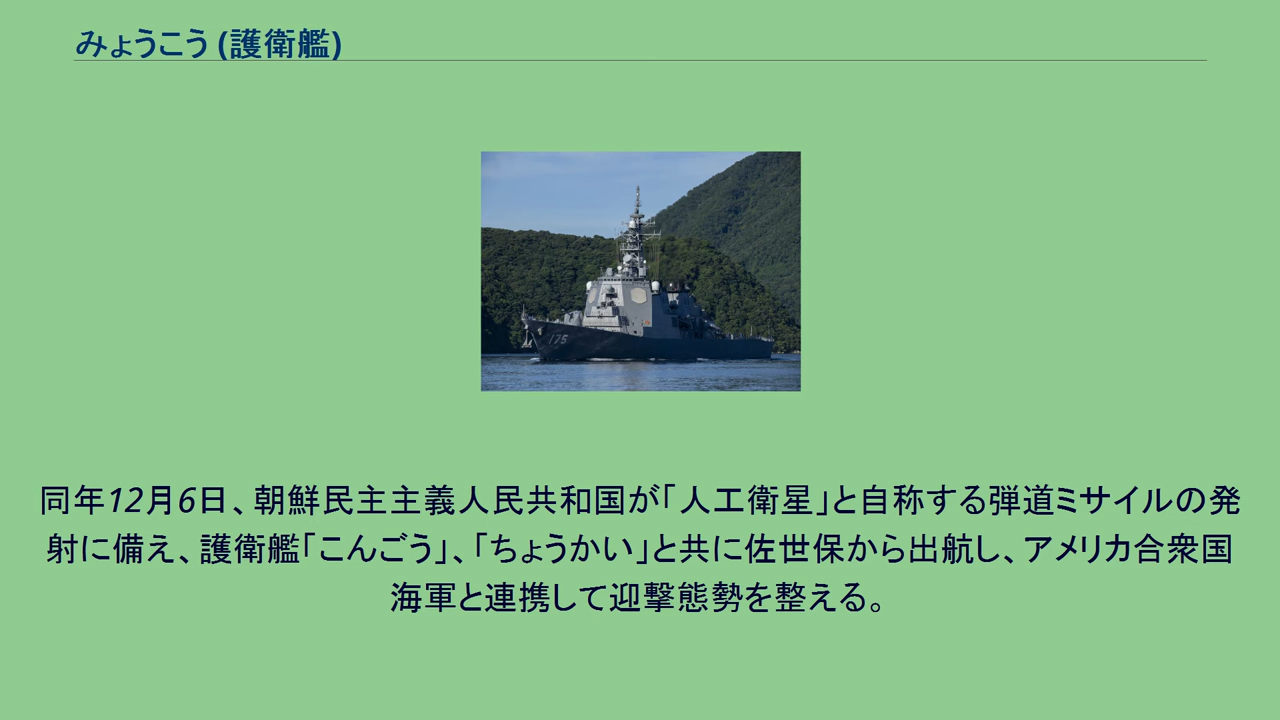 みょうこう (護衛艦)
175
同年12月6日、朝鮮民主主義人民共和国が「人工衛星」と自称する弾道ミサイルの発
射に備え、護衛艦「こんごう」、「ちょうかい」と共に佐世保から出航し、アメリカ合衆国
海軍と連携して迎撃態勢を整える。